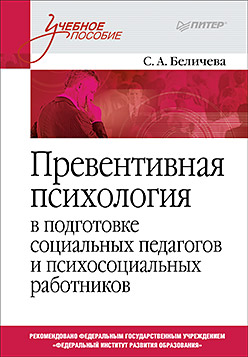 УЧЕБНОЕ
ПОСОБИЕ
ПИТЕР®
С. А. Беличева
Превентивная
психология
в подготовке
социальных педагогов
и психосоциальных
работников
РЕКОМЕНДОВАНО ФЕДЕРАЛЬНЫМ ГОСУДАРСТВЕННЫМ УЧРЕЖДЕНИЕМ
«ФЕДЕРАЛЬНЫЙ ИНСТИТУТ РАЗВИТИЯ ОБРАЗОВАНИЯ»